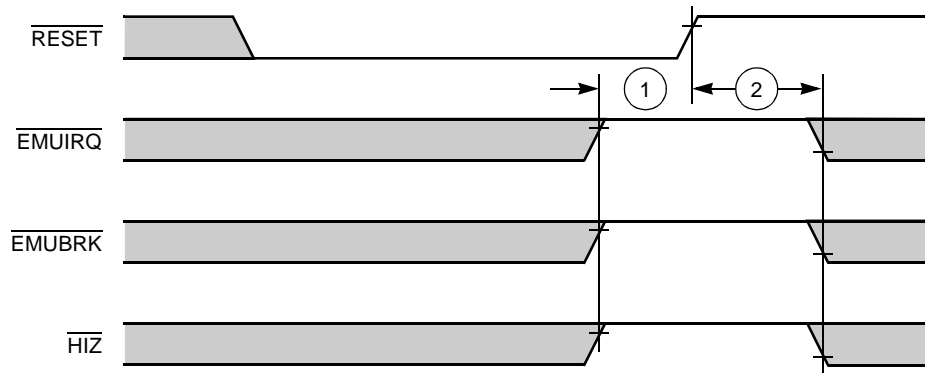 RESET
1
2
EMUIRQ
EMUBRK
HIZ